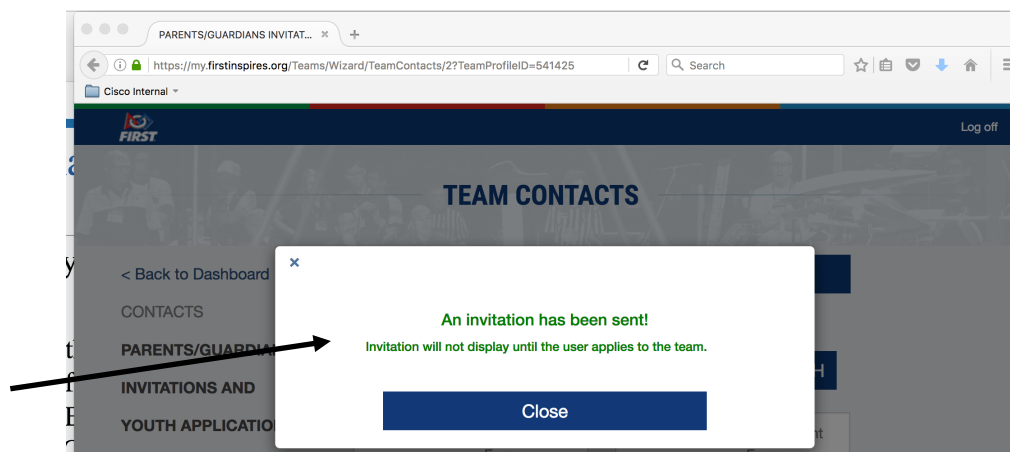 PARENTS/GUARDIANS INVITAT...
https://my.firstinspires.org/Teams/Wizard/TeamContacts/2?TeamProfileID=541425
Search
Cisco Internal
FIRST
Log off
TEAM CONTACTS
< Back to Dashboard
CONTACTS
PARENTS/GUARDIA
INVITATIONS AND
YOUTH APPLICATIO
An invitation has been sent!
Invitation will not display until the user applies to the team.
Close